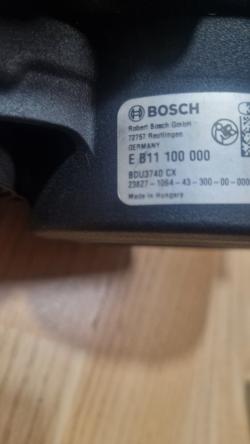 BOSCH
Robert Bosch GmbH
72757 Reutlingen
GERMANY
E B11 100 000
BDU3740 CX
23827-1064-43-300-00-000
Made in Hungary